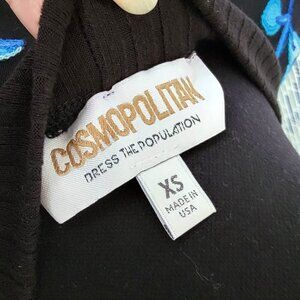 COSMOPOLITAN
DRESS THE POPULATION
XS
MADE IN
USA